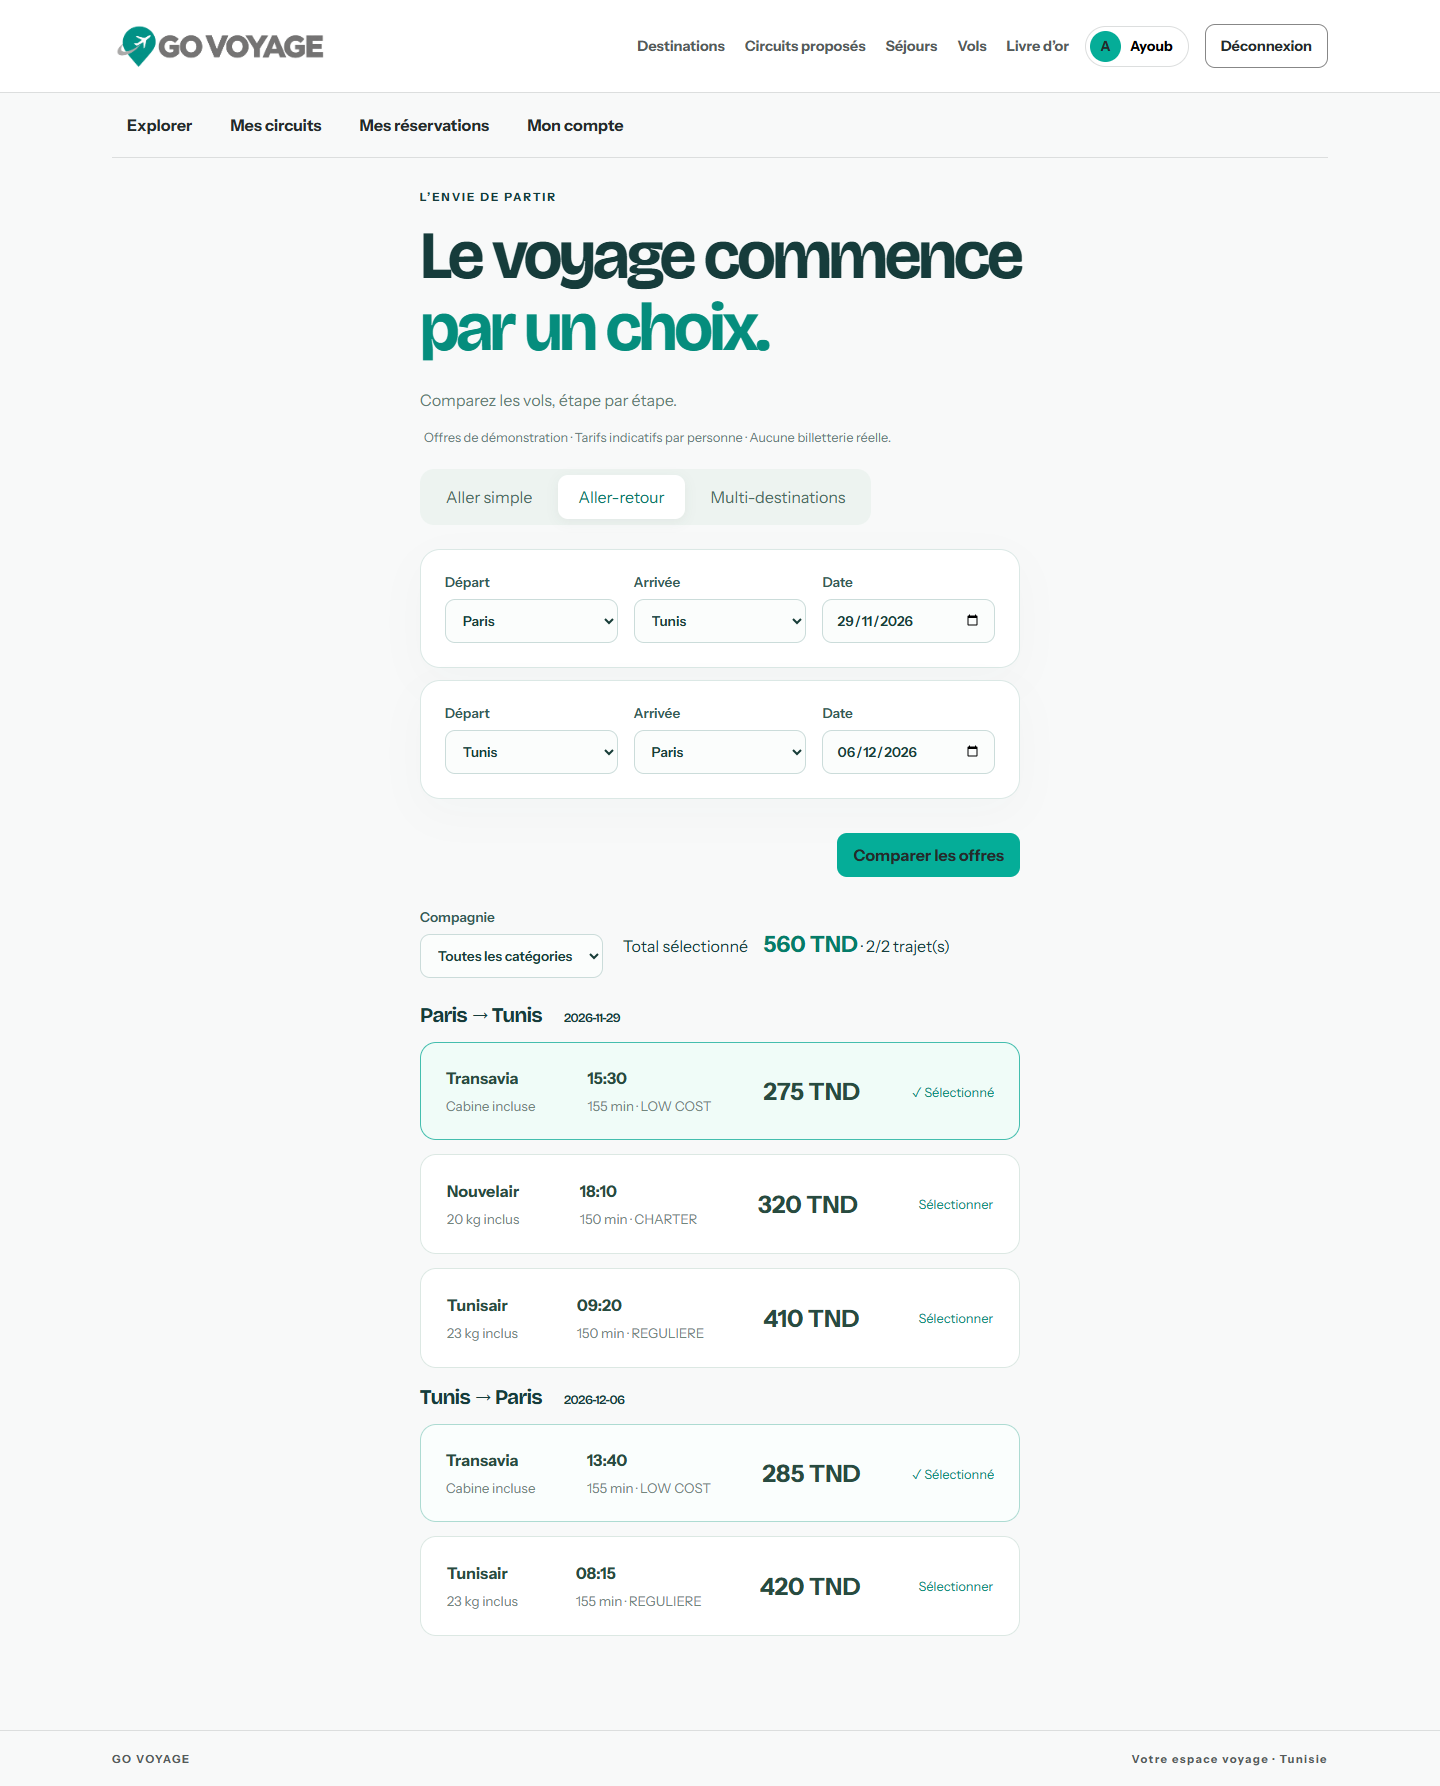 GO VOYAGE
Destinations Circuits proposés Séjours Vols Livre d’or A Ayoub Déconnexion
Explorer Mes circuits Mes réservations Mon compte
L’ENVIE DE PARTIR
Le voyage commence
par un choix.
Comparez les vols, étape par étape.
Offres de démonstration · Tarifs indicatifs par personne · Aucune billetterie réelle.
Aller simple Aller-retour Multi-destinations
Départ Arrivée Date
Paris Tunis 29/11/2026
Départ Arrivée Date
Tunis Paris 06/12/2026
Comparer les offres
Compagnie
Toutes les catégories Total sélectionné 560 TND · 2/2 trajet(s)
Paris → Tunis 2026-11-29
Transavia 15:30 275 TND ✓ Sélectionné
Cabine incluse 155 min · LOW COST
Nouvelair 18:10 320 TND Sélectionner
20 kg inclus 150 min · CHARTER
Tunisair 09:20 410 TND Sélectionner
23 kg inclus 150 min · REGULIERE
Tunis → Paris 2026-12-06
Transavia 13:40 285 TND ✓ Sélectionné
Cabine incluse 155 min · LOW COST
Tunisair 08:15 420 TND Sélectionner
23 kg inclus 155 min · REGULIERE
GO VOYAGE Votre espace voyage · Tunisie